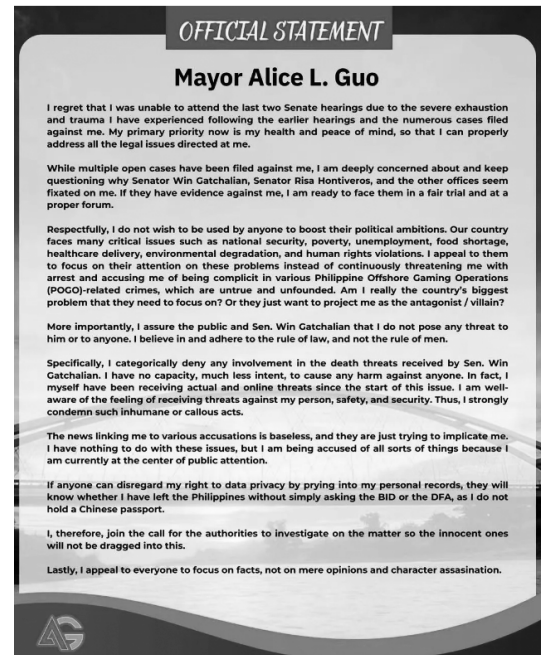 OFFICIAL STATEMENT
Mayor Alice L. Guo
I regret that I was unable to attend the last two Senate hearings due to the severe exhaustion
and trauma I have experienced following the earlier hearings and the numerous cases filed
against me. My primary priority now is my health and peace of mind, so that I can properly
address all the legal issues directed at me.
While multiple open cases have been filed against me, I am deeply concerned about and keep
questioning why Senator Win Gatchalian, Senator Risa Hontiveros, and the other offices seem
fixated on me. If they have evidence against me, I am ready to face them in a fair trial and at a
proper forum.
Respectfully, I do not wish to be used by anyone to boost their political ambitions. Our country
faces many critical issues such as national security, poverty, unemployment, food shortage,
healthcare delivery, environmental degradation, and human rights violations. I appeal to them
to focus on their attention on these problems instead of continuously threatening me with
arrest and accusing me of being complicit in various Philippine Offshore Gaming Operations
(POGO)-related crimes, which are untrue and unfounded. Am I really the country's biggest
problem that they need to focus on? Or they just want to project me as the antagonist / villain?
More importantly, I assure the public and Sen. Win Gatchalian that I do not pose any threat to
him or to anyone. I believe in and adhere to the rule of law, and not the rule of men.
Specifically, I categorically deny any involvement in the death threats received by Sen. Win
Gatchalian. I have no capacity, much less intent, to cause any harm against anyone. In fact, I
myself have been receiving actual and online threats since the start of this issue. I am well-
aware of the feeling of receiving threats against my person, safety, and security. Thus, I strongly
condemn such inhumane or callous acts.
The news linking me to various accusations is baseless, and they are just trying to implicate me.
I have nothing to do with these issues, but I am being accused of all sorts of things because I
am currently at the center of public attention.
If anyone can disregard my right to data privacy by prying into my personal records, they will
know whether I have left the Philippines without simply asking the BID or the DFA, as I do not
hold a Chinese passport.
I, therefore, join the call for the authorities to investigate on the matter so the innocent ones
will not be dragged into this.
Lastly, I appeal to everyone to focus on facts, not on mere opinions and character assasination.
AG